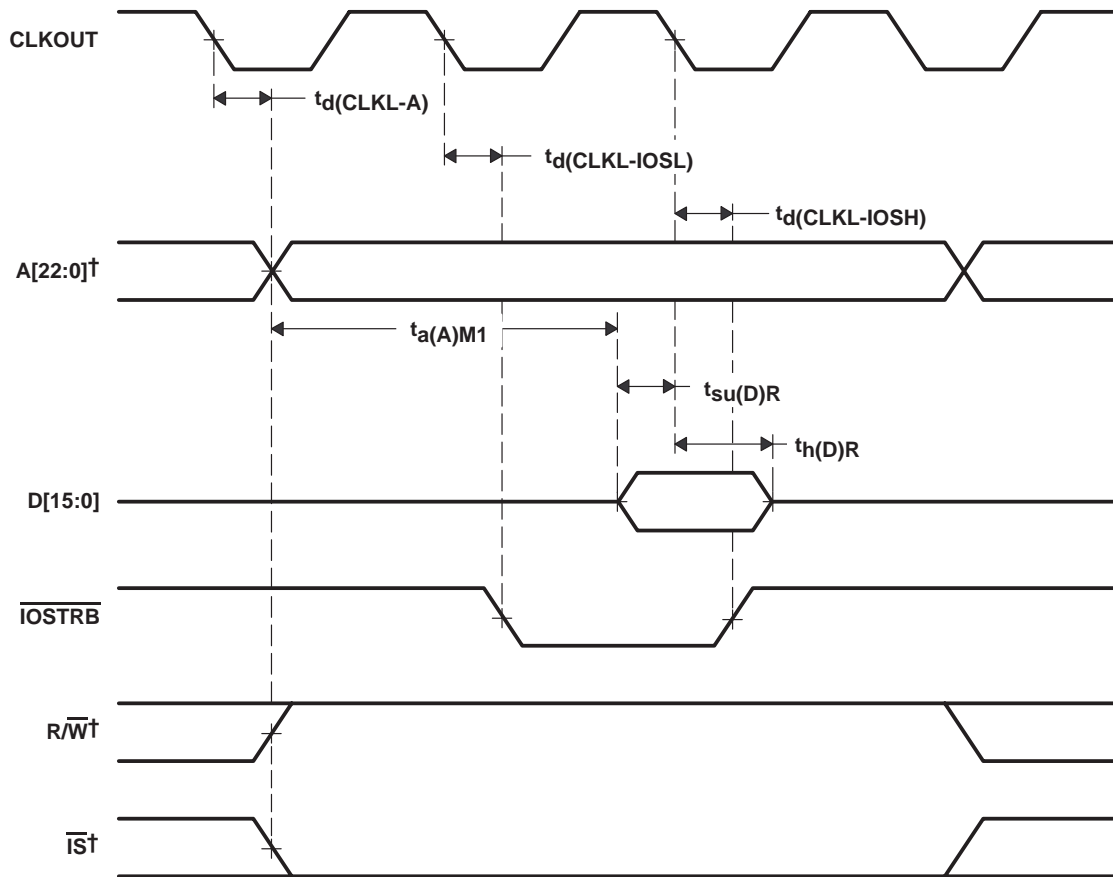 CLKOUT
td(CLKL-A)
td(CLKL-IOSL)
td(CLKL-IOSH)
A[22:0]†
ta(A)M1
tsu(D)R
th(D)R
D[15:0]
IOSTRB
R/W†
IS†